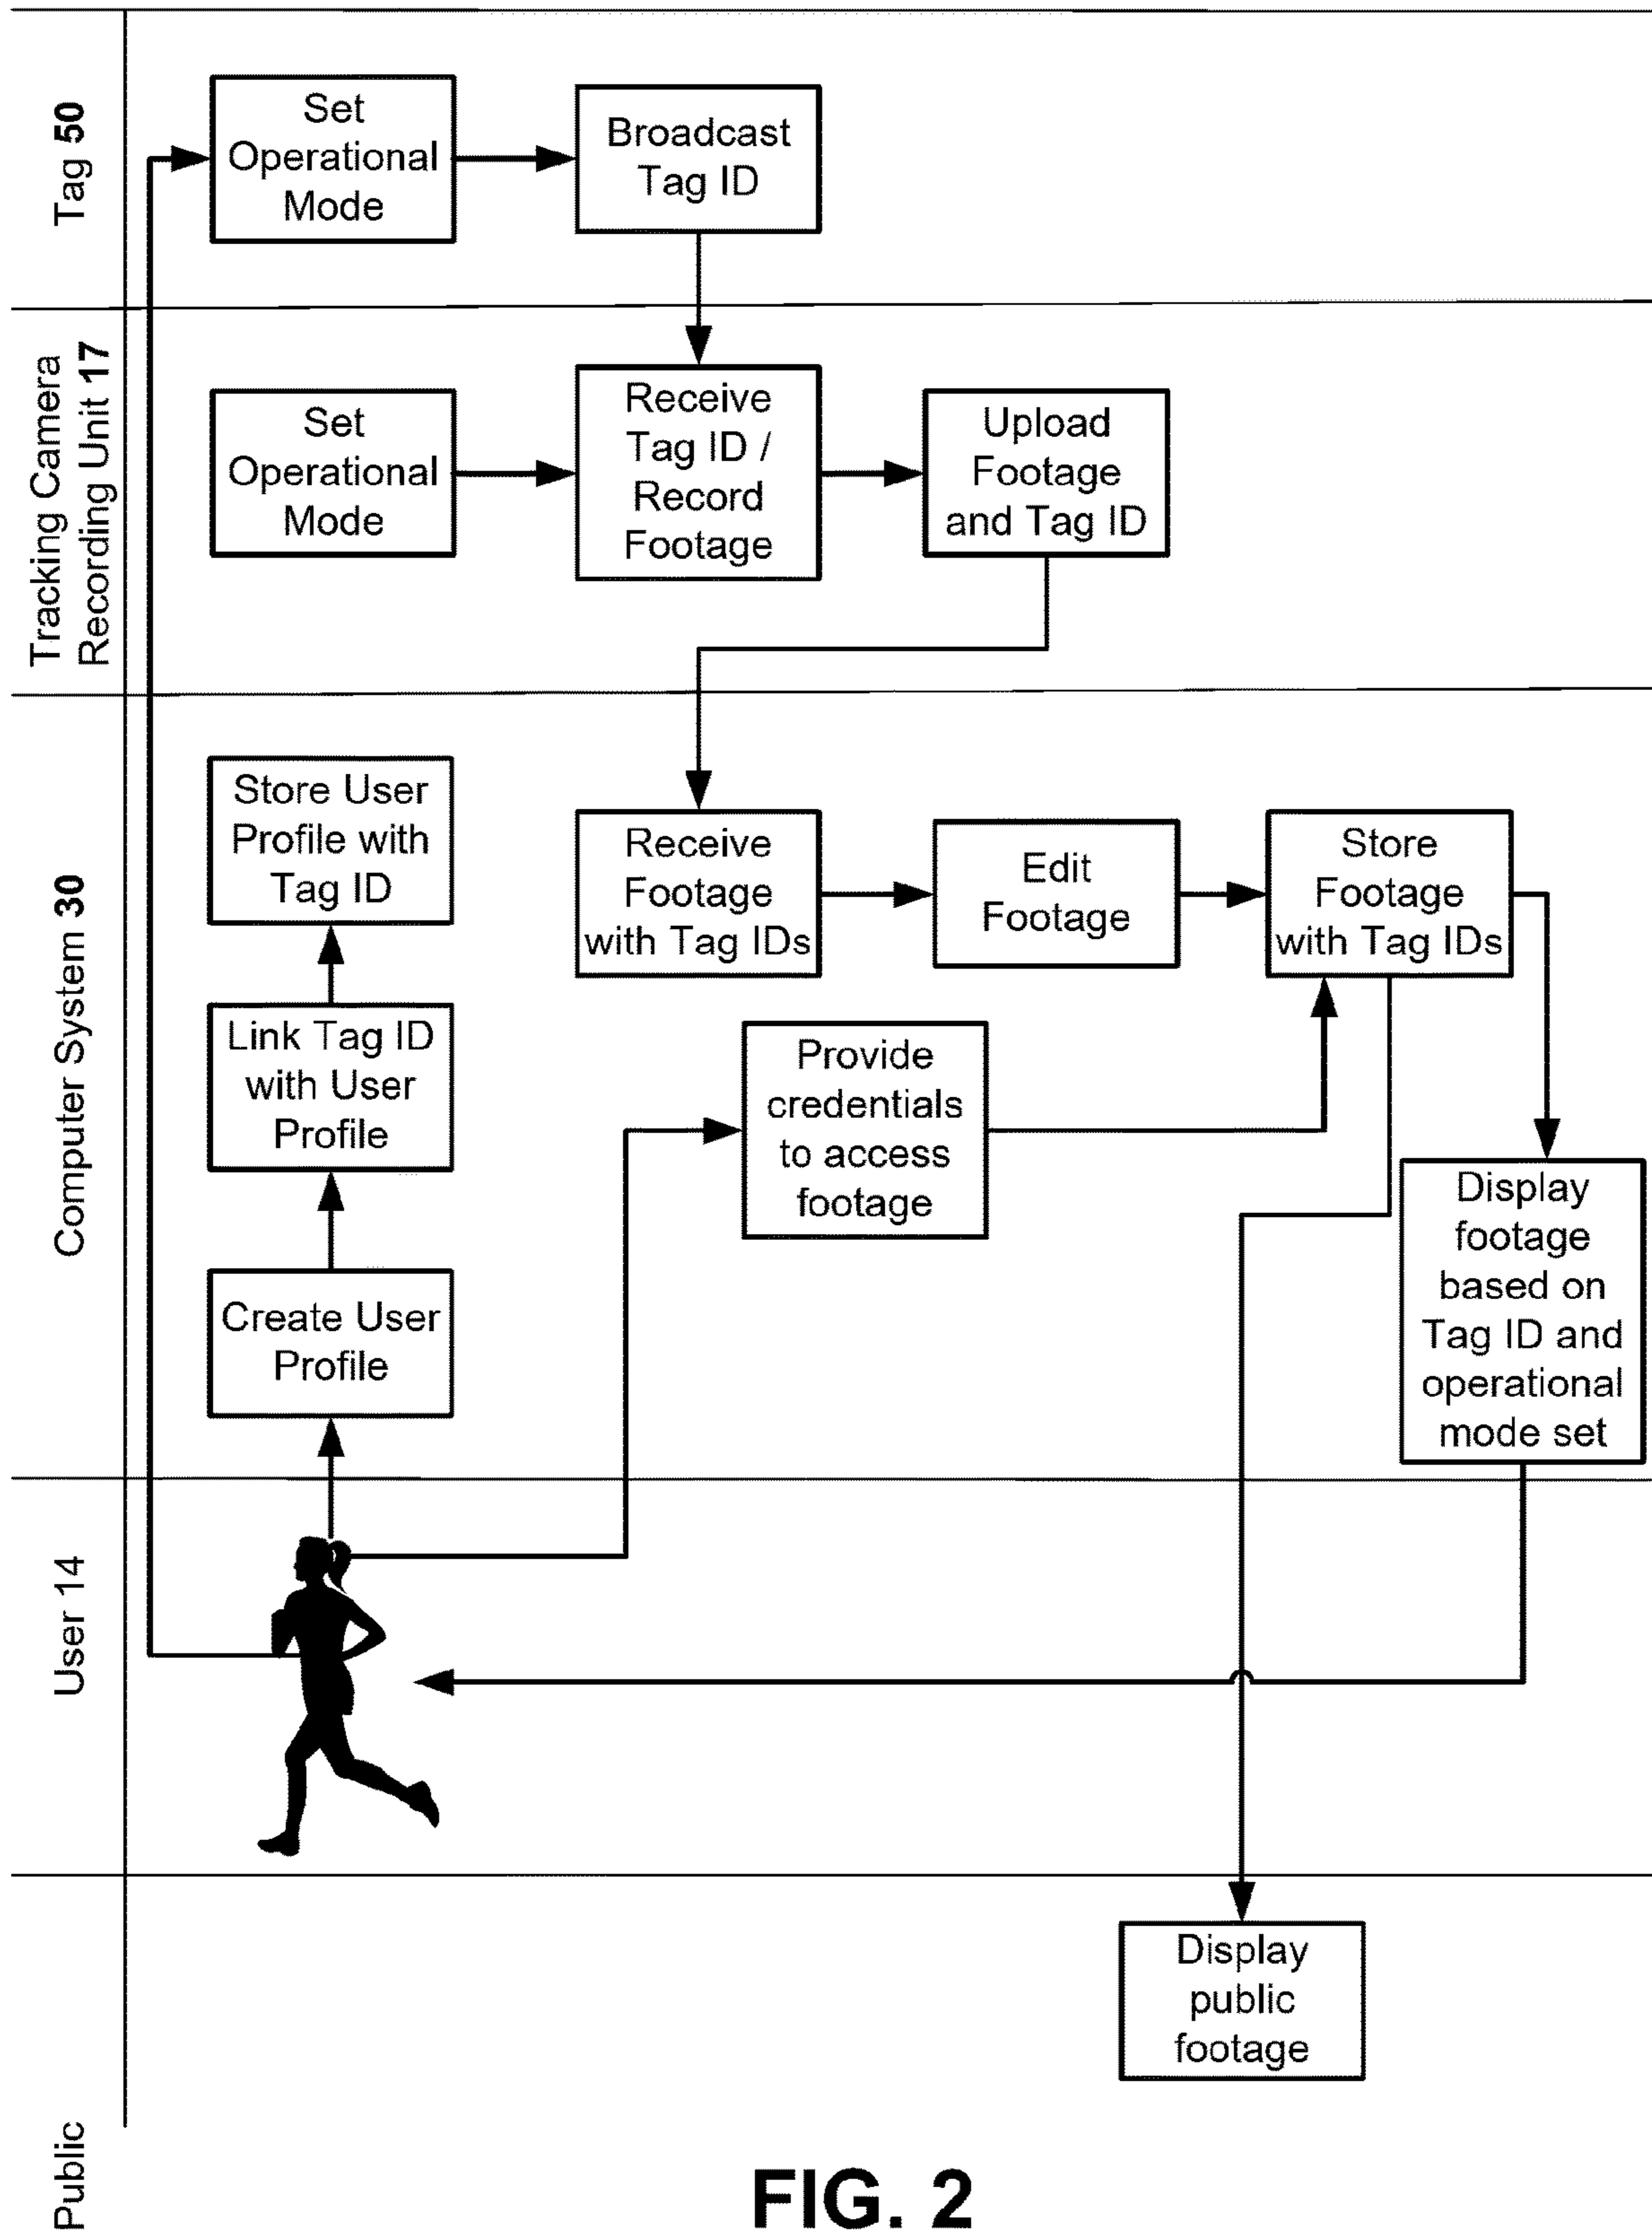 Tag 50
Set
Operational
Mode
Broadcast
Tag ID
Tracking Camera
Recording Unit 17
Set
Operational
Mode
Receive
Tag ID /
Record
Footage
Upload
Footage
and Tag ID
Computer System 30
Store User
Profile with
Tag ID
Receive
Footage
with Tag IDs
Edit
Footage
Store
Footage
with Tag IDs
Link Tag ID
with User
Profile
Provide
credentials
to access
footage
Display
footage
based on
Tag ID and
operational
mode set
Create User
Profile
User 14
Public
Display
public
footage
FIG. 2